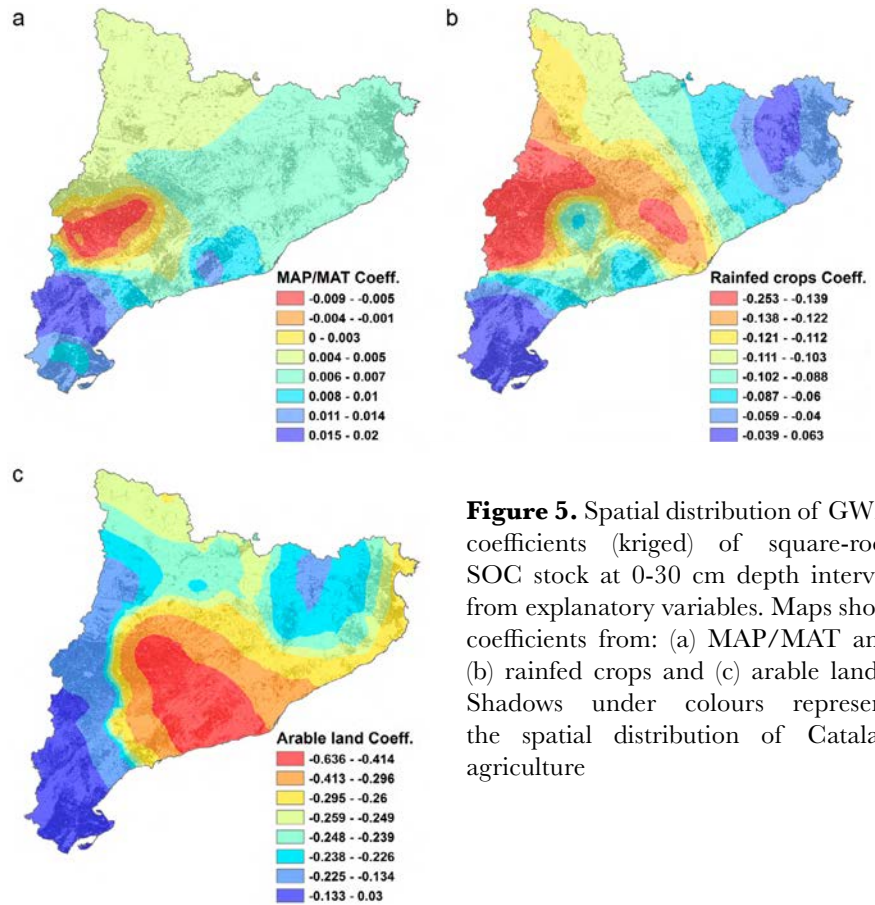 a
MAP/MAT Coeff.
-0.009 - -0.005
-0.004 - -0.001
0 - 0.003
0.004 - 0.005
0.006 - 0.007
0.008 - 0.01
0.011 - 0.014
0.015 - 0.02
b
Rainfed crops Coeff.
-0.253 - -0.139
-0.138 - -0.122
-0.121 - -0.112
-0.111 - -0.103
-0.102 - -0.088
-0.087 - -0.06
-0.059 - -0.04
-0.039 - 0.063
c
Arable land Coeff.
-0.636 - -0.414
-0.413 - -0.296
-0.295 - -0.26
-0.259 - -0.249
-0.248 - -0.239
-0.238 - -0.226
-0.225 - -0.134
-0.133 - 0.03
Figure 5. Spatial distribution of GW
coefficients (kriged) of square-roo
SOC stock at 0-30 cm depth interv
from explanatory variables. Maps sho
coefficients from: (a) MAP/MAT an
(b) rainfed crops and (c) arable land
Shadows under colours represen
the spatial distribution of Catala
agriculture